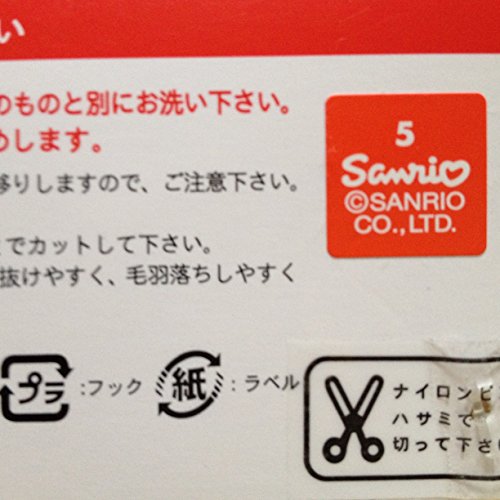 い
のものと別にお洗い下さい。
めします。
移りしますので、ご注意下さい。
でカットして下さい。
抜けやすく、毛羽落ちしやすく
5
Sanrio
©SANRIO
CO.,LTD.
プラ:フック
紙:ラベル
ナイロンピ
ハサミで
切って下さい